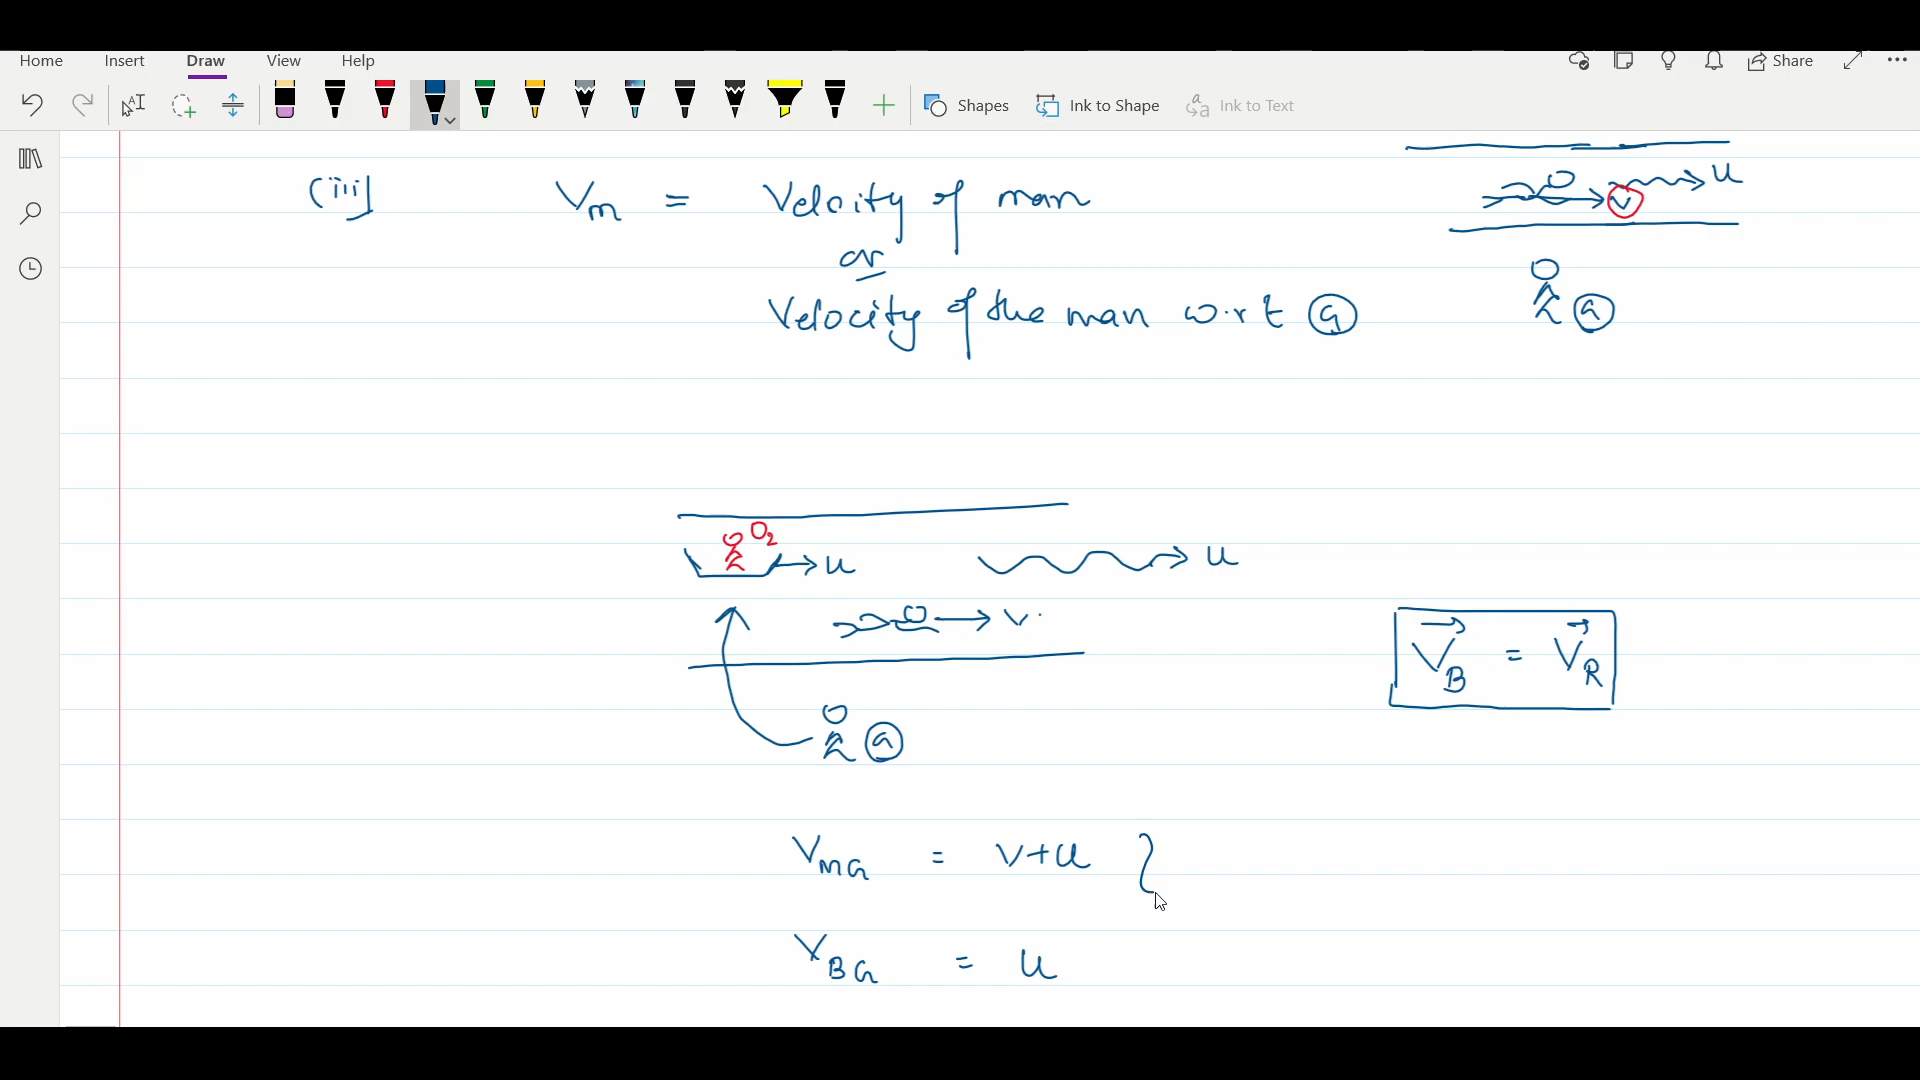 Home Insert Draw View Help Share
Shapes Ink to Shape Ink to Text
(iii) Vm = Velocity of man
or
Velocity of the man w.r.t G
u
v
G
O2
u
u
v
VB = VR
G
VmG = v+u }
VBG = u